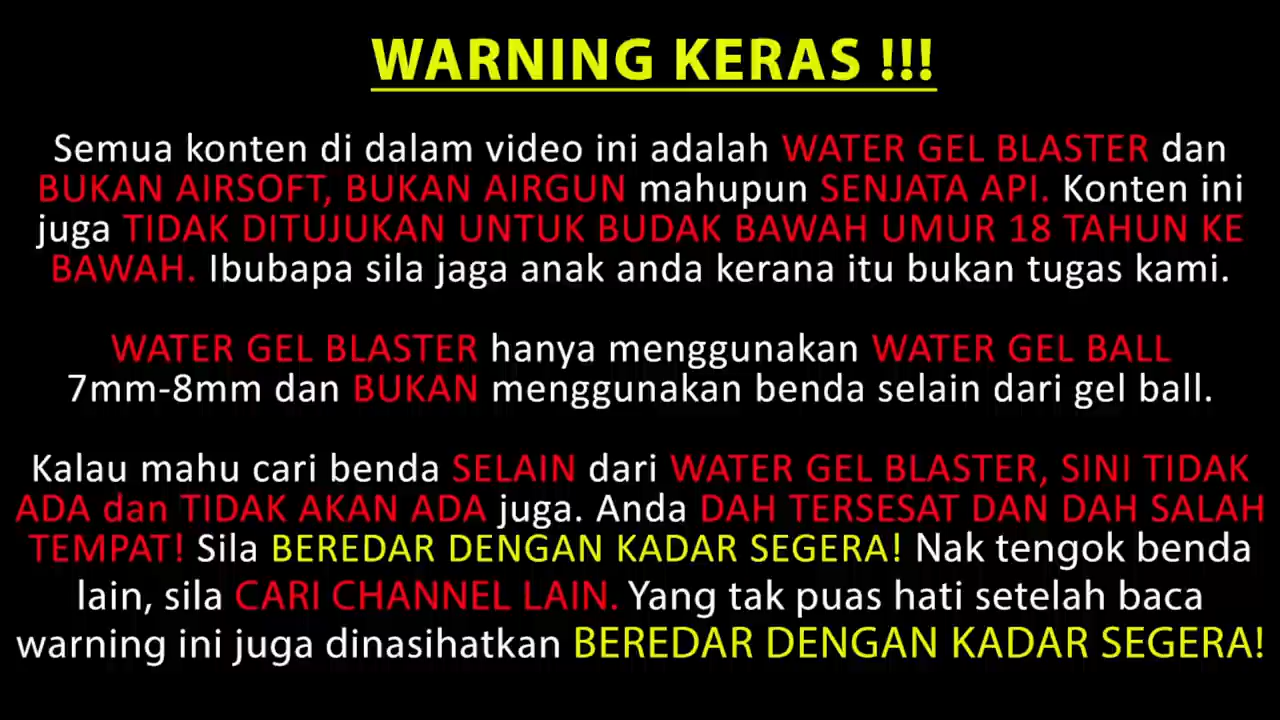 WARNING KERAS !!!
Semua konten di dalam video ini adalah WATER GEL BLASTER dan
BUKAN AIRSOFT, BUKAN AIRGUN mahupun SENJATA API. Konten ini
juga TIDAK DITUJUKAN UNTUK BUDAK BAWAH UMUR 18 TAHUN KE
BAWAH. Ibubapa sila jaga anak anda kerana itu bukan tugas kami.
WATER GEL BLASTER hanya menggunakan WATER GEL BALL
7mm-8mm dan BUKAN menggunakan benda selain dari gel ball.
Kalau mahu cari benda SELAIN dari WATER GEL BLASTER, SINI TIDAK
ADA dan TIDAK AKAN ADA juga. Anda DAH TERSESAT DAN DAH SALAH
TEMPAT! Sila BEREDAR DENGAN KADAR SEGERA! Nak tengok benda
lain, sila CARI CHANNEL LAIN. Yang tak puas hati setelah baca
warning ini juga dinasihatkan BEREDAR DENGAN KADAR SEGERA!